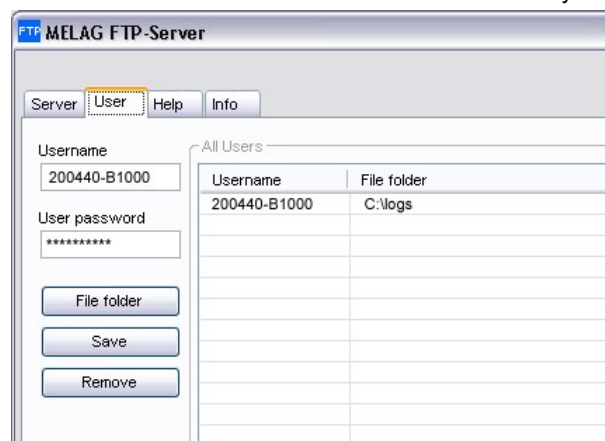 FTP MELAG FTP-Server
Server User Help Info
Username
200440-B1000
User password
**********
File folder
Save
Remove
All Users
Username File folder
200440-B1000 C:\logs